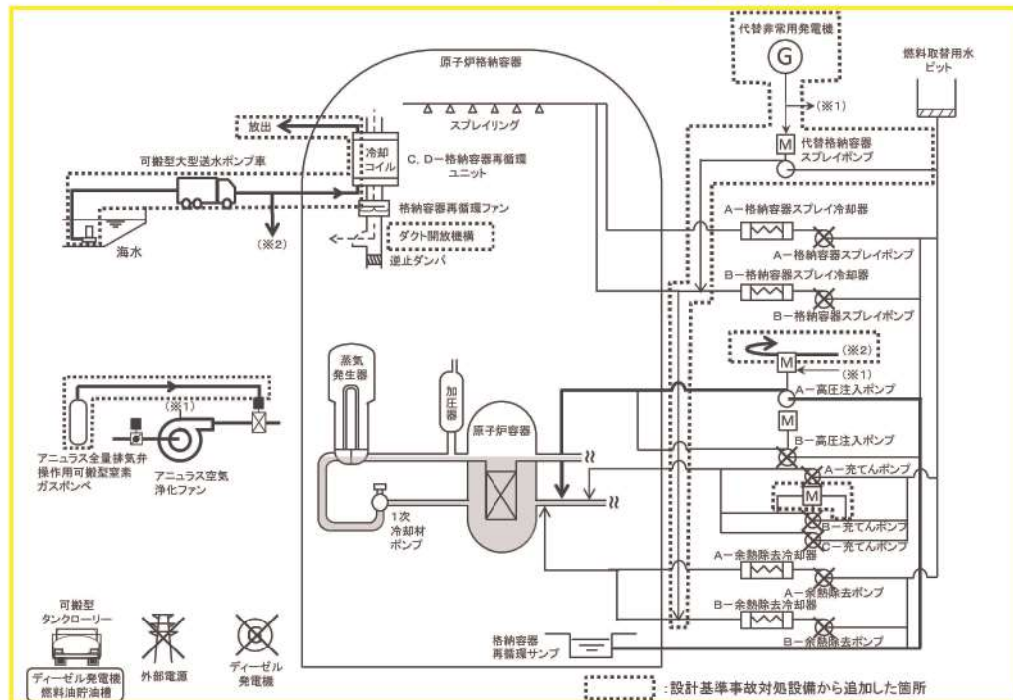 代替非常用発電機
G
燃料取替用水
ピット
原子炉格納容器
(※1)
放出
スプレイリング
M
代替格納容器
スプレイポンプ
冷却
コイル
C, D-格納容器再循環
ユニット
可搬型大型送水ポンプ車
格納容器再循環ファン
A-格納容器スプレイ冷却器
ダクト開放機構
(※2)
海水
逆止ダンパ
A-格納容器スプレイポンプ
B-格納容器スプレイ冷却器
B-格納容器スプレイポンプ
(※2)
M
(※1)
蒸気
発生器
加圧器
A-高圧注入ポンプ
M
(※1)
原子炉容器
B-高圧注入ポンプ
A-充てんポンプ
M
アニュラス全量排気弁
操作用可搬型窒素
ガスボンベ
アニュラス空気
浄化ファン
1次
冷却材
ポンプ
B-充てんポンプ
C-充てんポンプ
A-余熱除去冷却器
A-余熱除去ポンプ
B-余熱除去冷却器
B-余熱除去ポンプ
可搬型
タンクローリー
ディーゼル発電機
燃料油貯油槽
外部電源
ディーゼル
発電機
格納容器
再循環サンプ
:設計基準事故対処設備から追加した箇所